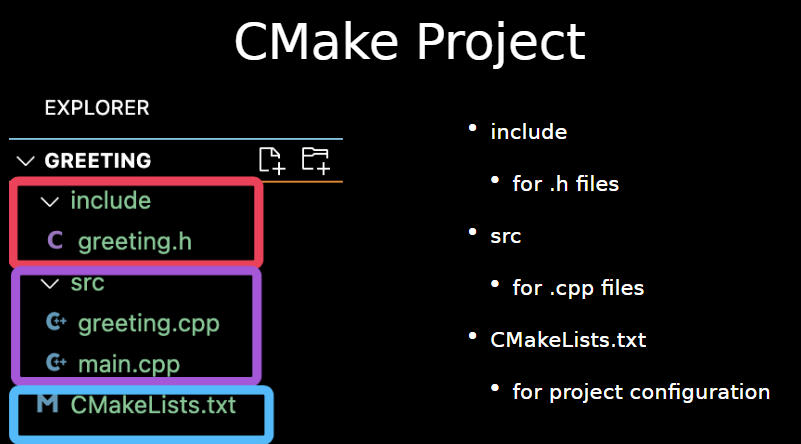 CMake Project
EXPLORER
GREETING
include
C greeting.h
src
C++ greeting.cpp
C++ main.cpp
M CMakeLists.txt
• include
• for .h files
• src
• for .cpp files
• CMakeLists.txt
• for project configuration